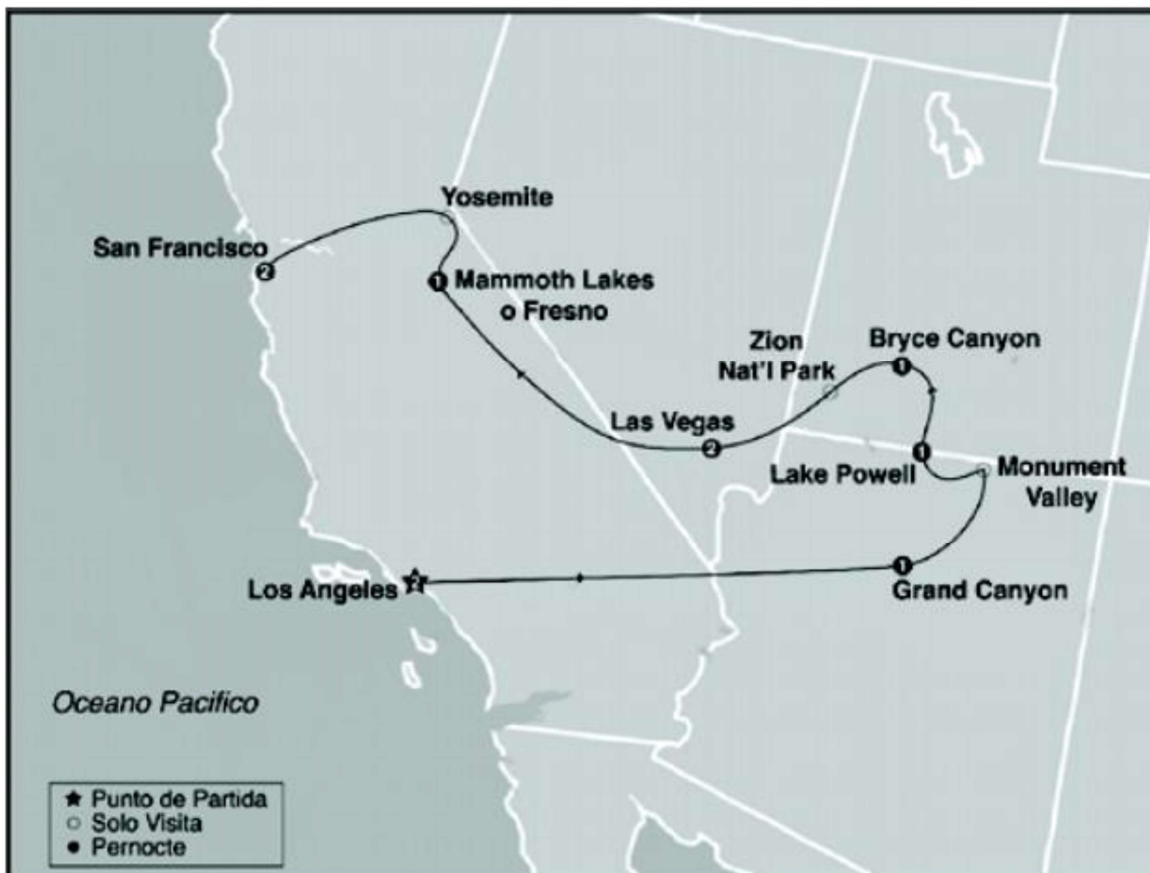 Yosemite
San Francisco
2
1 Mammoth Lakes
o Fresno
Zion
Nat'l Park
Bryce Canyon
1
Las Vegas
2
1
Lake Powell
Monument
Valley
1
Grand Canyon
Los Angeles 2
Oceano Pacifico
Punto de Partida
Solo Visita
Pernocte